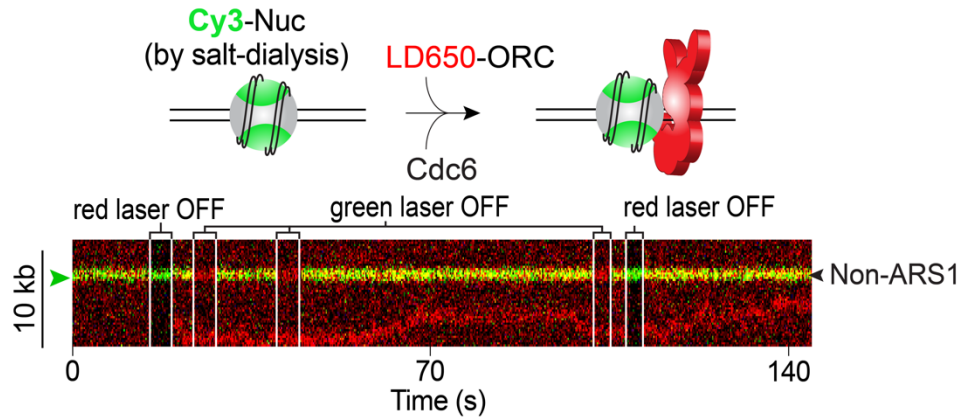 Cy3-Nuc
(by salt-dialysis)
LD650-ORC
Cdc6
red laser OFF
green laser OFF
red laser OFF
10 kb
Non-ARS1
0
70
140
Time (s)